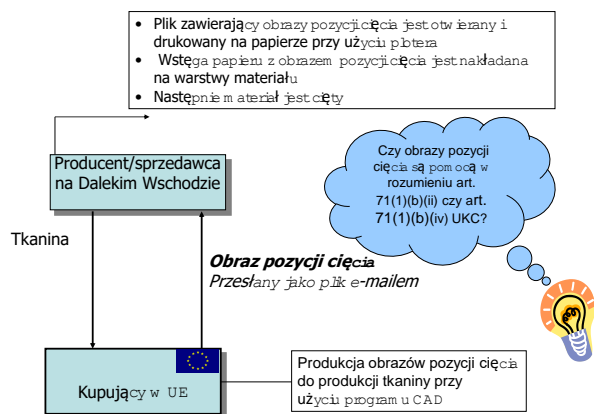 • Plik zawierający obrazy pozycji cięcia jest otwierany i
drukowany na papierze przy użyciu plotera
• Wstęga papieru z obrazem pozycji cięcia jest nakładana
na warstwy materiału
• Następnie materiał jest cięty
Producent/sprzedawca
na Dalekim Wschodzie
Czy obrazy pozycji
cięcia są pomocą w
rozumieniu art.
71(1)(b)(ii) czy art.
71(1)(b)(iv) UKC?
Tkanina
Obraz pozycji cięcia
Przesłany jako plik e-mailem
Kupujący w UE
Produkcja obrazów pozycji cięcia
do produkcji tkaniny przy
użyciu programu CAD